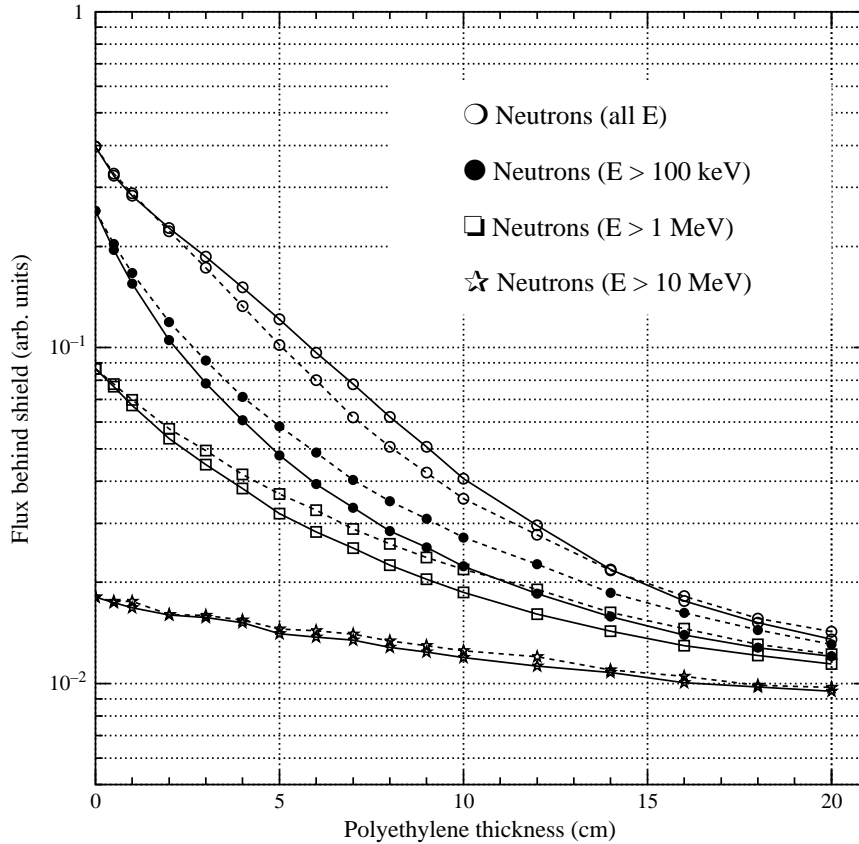 1
Neutrons (all E)
Neutrons (E > 100 keV)
Neutrons (E > 1 MeV)
Neutrons (E > 10 MeV)
Flux behind shield (arb. units)
10⁻¹
10⁻²
0 5 10 15 20
Polyethylene thickness (cm)